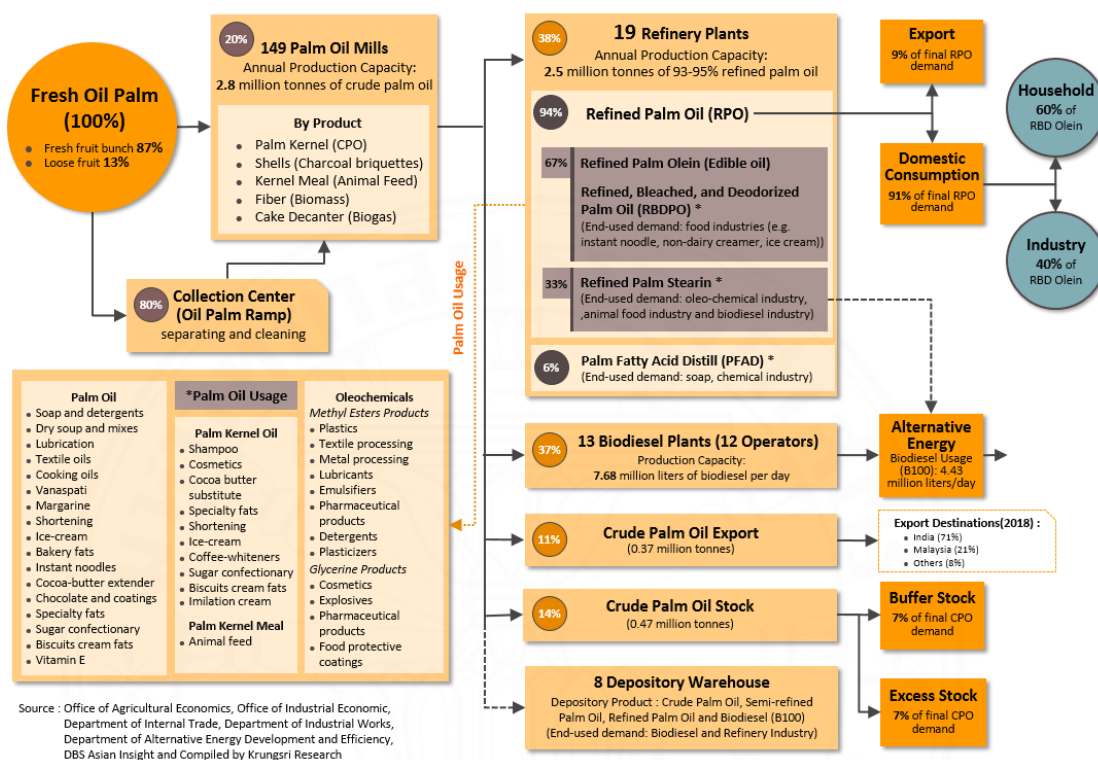 Fresh Oil Palm
(100%)
• Fresh fruit bunch 87%
• Loose fruit 13%
20%
149 Palm Oil Mills
Annual Production Capacity:
2.8 million tonnes of crude palm oil
By Product
• Palm Kernel (CPO)
• Shells (Charcoal briquettes)
• Kernel Meal (Animal Feed)
• Fiber (Biomass)
• Cake Decanter (Biogas)
80%
Collection Center
(Oil Palm Ramp)
separating and cleaning
Palm Oil Usage
38%
19 Refinery Plants
Annual Production Capacity:
2.5 million tonnes of 93-95% refined palm oil
94%
Refined Palm Oil (RPO)
67%
Refined Palm Olein (Edible oil)
Refined, Bleached, and Deodorized
Palm Oil (RBDPO) *
(End-used demand: food industries (e.g.
instant noodle, non-dairy creamer, ice cream))
33%
Refined Palm Stearin *
(End-used demand: oleo-chemical industry,
,animal food industry and biodiesel industry)
6%
Palm Fatty Acid Distill (PFAD) *
(End-used demand: soap, chemical industry)
Export
9% of final RPO
demand
Domestic
Consumption
91% of final RPO
demand
Household
60% of
RBD Olein
Industry
40% of
RBD Olein
37%
13 Biodiesel Plants (12 Operators)
Production Capacity:
7.68 million liters of biodiesel per day
Alternative
Energy
Biodiesel Usage
(B100): 4.43
million liters/day
11%
Crude Palm Oil Export
(0.37 million tonnes)
Export Destinations(2018) :
• India (71%)
• Malaysia (21%)
• Others (8%)
14%
Crude Palm Oil Stock
(0.47 million tonnes)
Buffer Stock
7% of final CPO
demand
Excess Stock
7% of final CPO
demand
8 Depository Warehouse
Depository Product : Crude Palm Oil, Semi-refined
Palm Oil, Refined Palm Oil and Biodiesel (B100)
(End-used demand: Biodiesel and Refinery Industry)
Palm Oil
• Soap and detergents
• Dry soup and mixes
• Lubrication
• Textile oils
• Cooking oils
• Vanaspati
• Margarine
• Shortening
• Ice-cream
• Bakery fats
• Instant noodles
• Cocoa-butter extender
• Chocolate and coatings
• Specialty fats
• Sugar confectionary
• Biscuits cream fats
• Vitamin E
*Palm Oil Usage
Palm Kernel Oil
• Shampoo
• Cosmetics
• Cocoa butter
substitute
• Specialty fats
• Shortening
• Ice-cream
• Coffee-whiteners
• Sugar confectionary
• Biscuits cream fats
• Imilation cream
Palm Kernel Meal
• Animal feed
Oleochemicals
Methyl Esters Products
• Plastics
• Textile processing
• Metal processing
• Lubricants
• Emulsifiers
• Pharmaceutical
products
• Detergents
• Plasticizers
Glycerine Products
• Cosmetics
• Explosives
• Pharmaceutical
products
• Food protective
coatings
Source : Office of Agricultural Economics, Office of Industrial Economic,
Department of Internal Trade, Department of Industrial Works,
Department of Alternative Energy Development and Efficiency,
DBS Asian Insight and Compiled by Krungsri Research